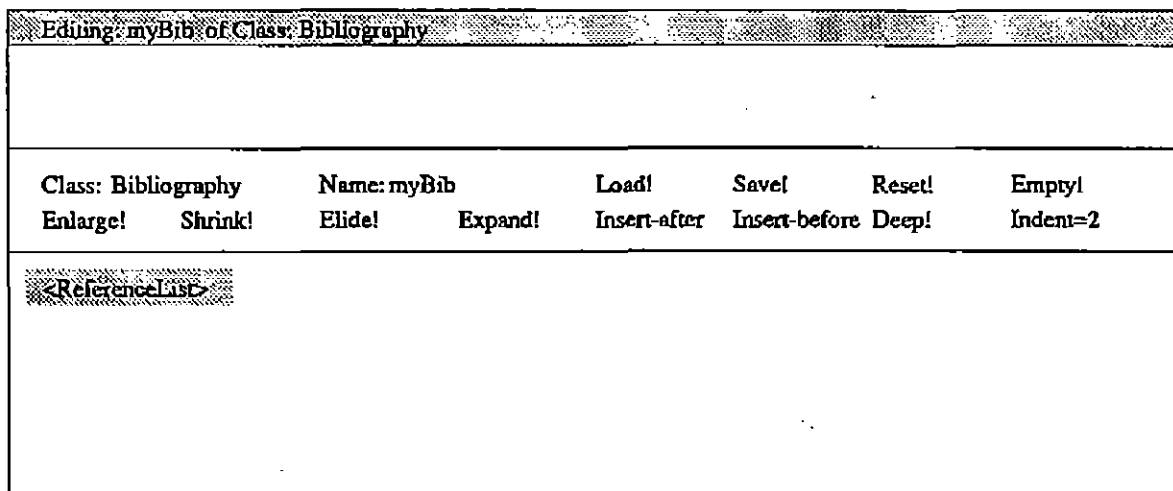 Editing: myBib of Class: Bibliography
Class: Bibliography Name: myBib Load! Save! Reset! Empty!
Enlarge! Shrink! Elide! Expand! Insert-after Insert-before Deep! Indent=2
<ReferenceList>